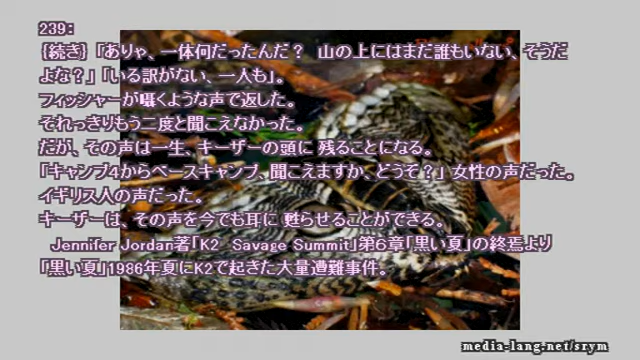 239:
{続き}「ありゃ、一体何だったんだ? 山の上にはまだ誰もいない、そうだ
よな?」「いる訳がない、一人も」。
フィッシャーが囁くような声で返した。
それっきりもう二度と聞こえなかった。
だが、その声は一生、キーザーの頭に 残ることになる。
「キャンプ4からベースキャンプ、聞こえますか、どうぞ?」 女性の声だった。
イギリス人の声だった。
キーザーは、その声を今でも耳に 甦らせることができる。
Jennifer Jordan著「K2 Savage Summit」第6章「黒い夏」の終焉より
「黒い夏」1986年夏にK2で起きた大量遭難事件。
media-lang-net/srym